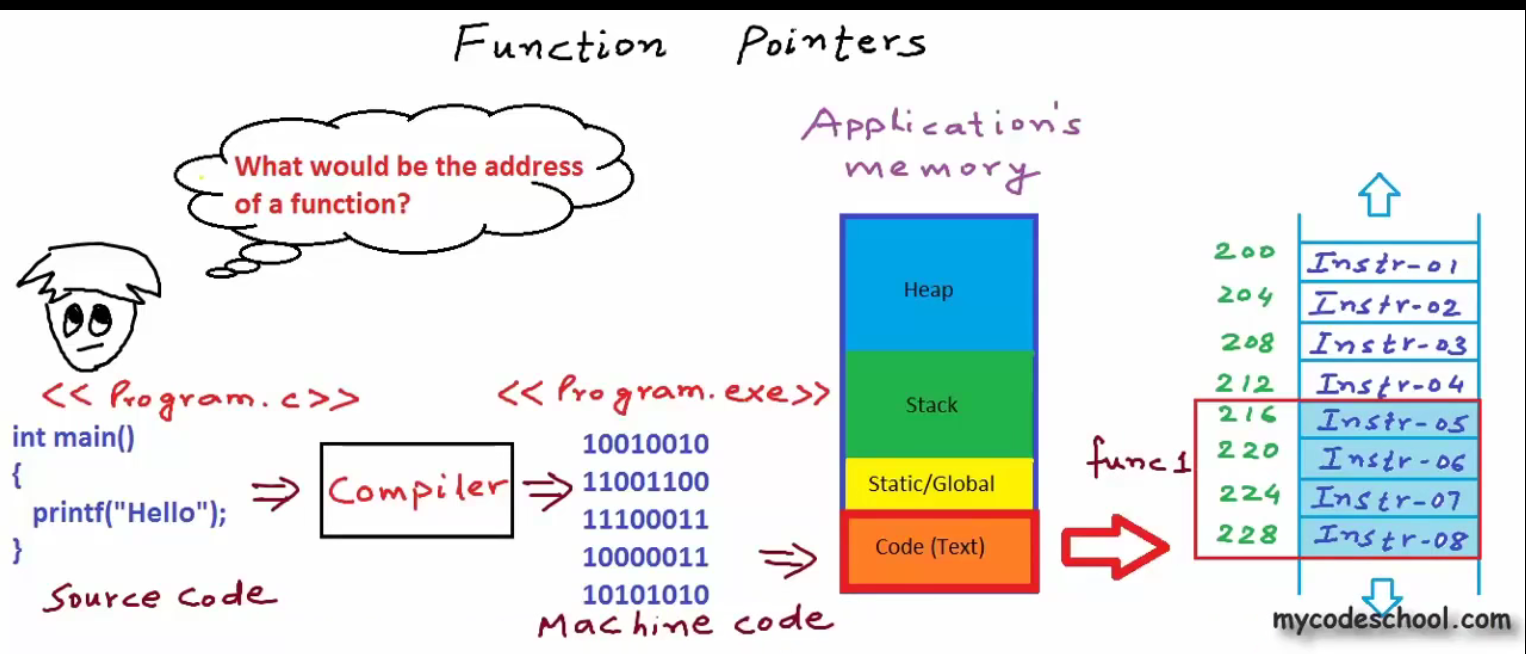 Function Pointers
What would be the address
of a function?
<< Program.c>>
int main()
{
printf("Hello");
}
Source code
Compiler
<< Program.exe>>
10010010
11001100
11100011
10000011
10101010
Machine code
Application's
memory
Heap
Stack
Static/Global
Code (Text)
func1
200 Instr-01
204 Instr-02
208 Instr-03
212 Instr-04
216 Instr-05
220 Instr-06
224 Instr-07
228 Instr-08
mycodeschool.com